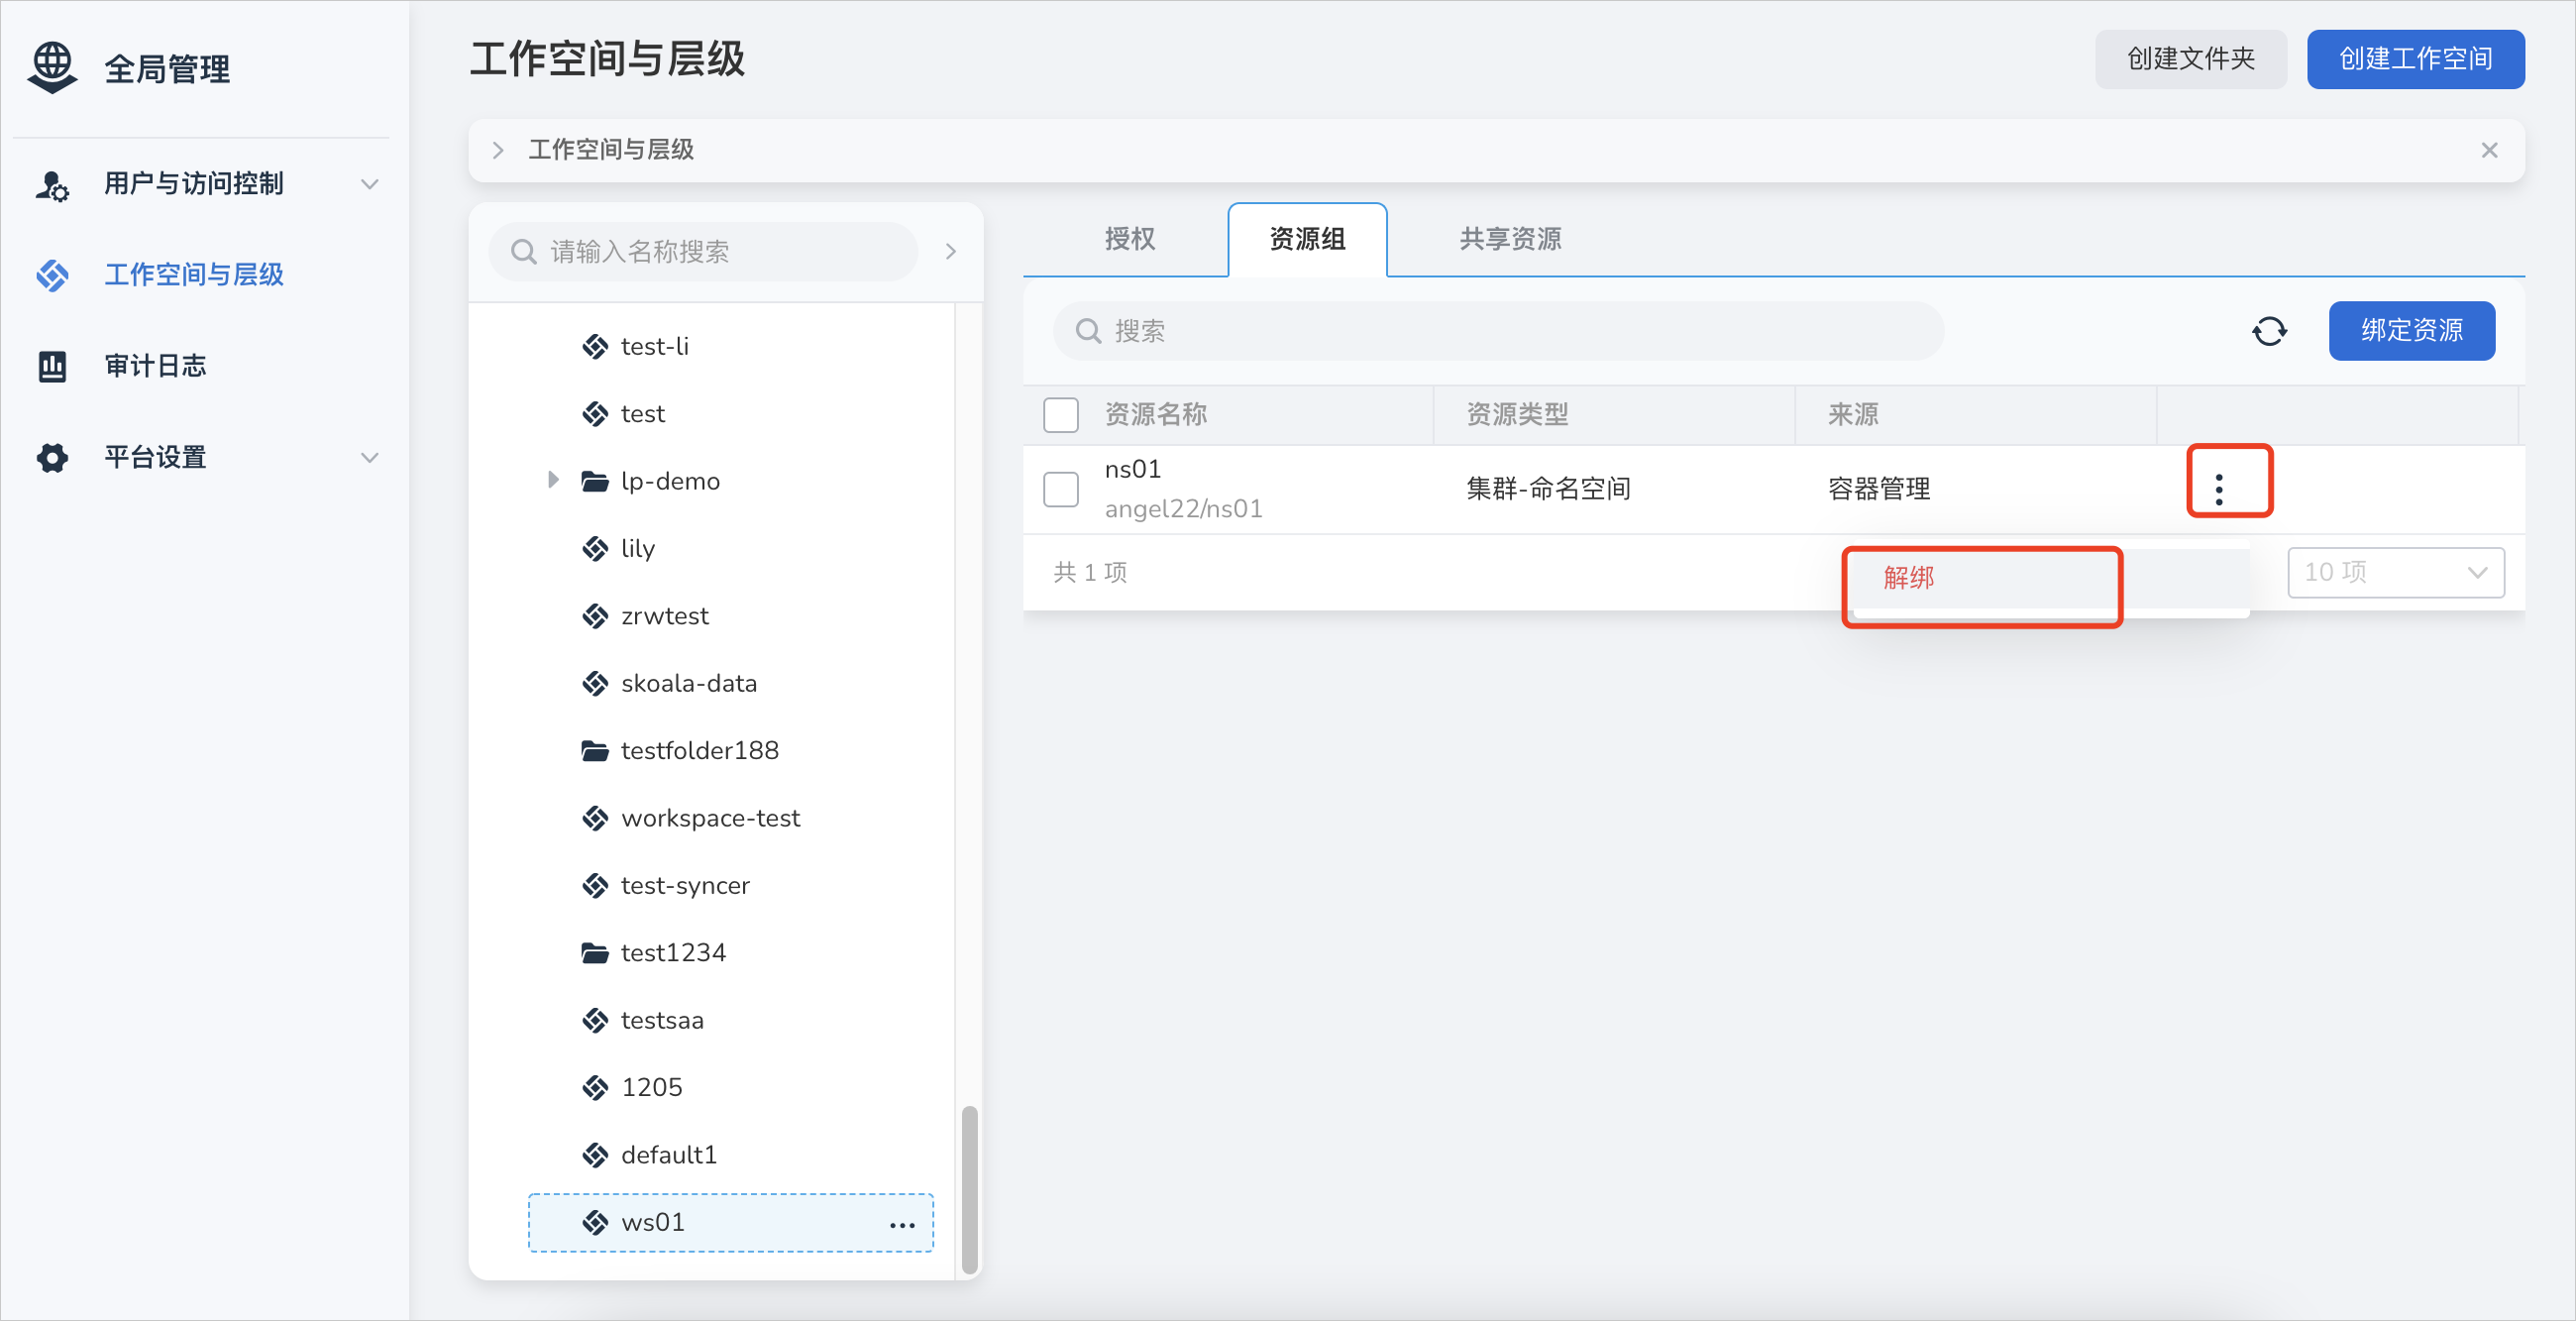 全局管理
用户与访问控制
工作空间与层级
审计日志
平台设置
工作空间与层级
创建文件夹
创建工作空间
工作空间与层级
请输入名称搜索
test-li
test
lp-demo
lily
zrwtest
skoala-data
testfolder188
workspace-test
test-syncer
test1234
testsaa
1205
default1
ws01
授权
资源组
共享资源
搜索
绑定资源
资源名称
资源类型
来源
ns01
angel22/ns01
集群-命名空间
容器管理
共 1 项
解绑
10 项